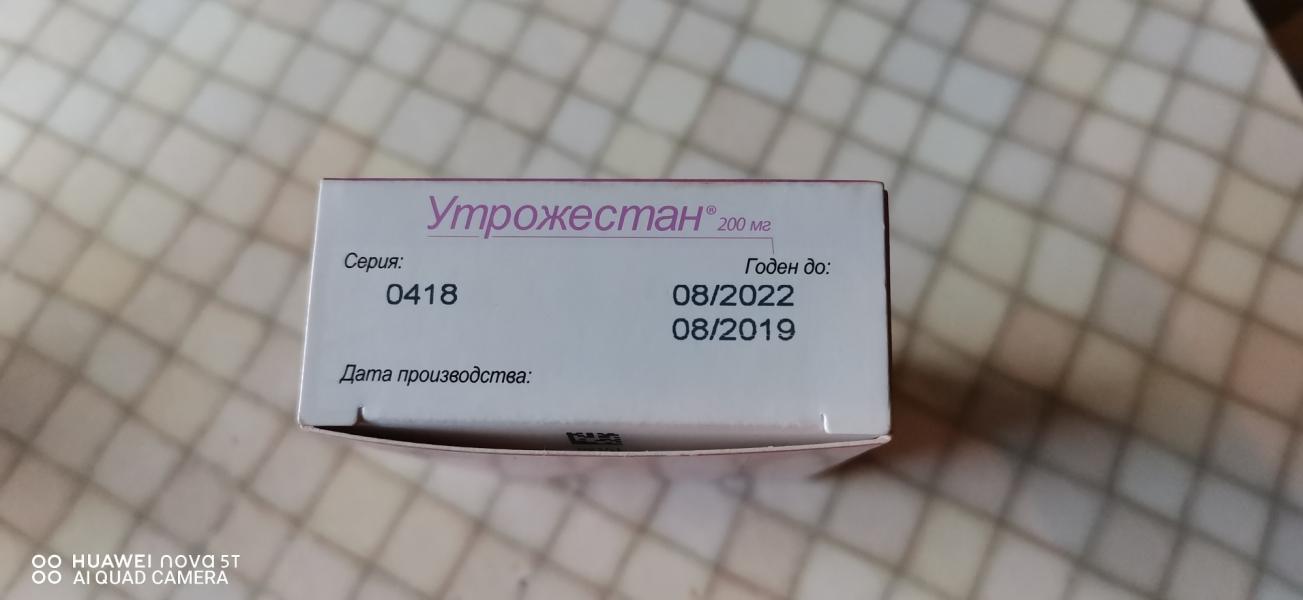 Утрожестан® 200 мг
Серия: Годен до:
0418 08/2022
08/2019
Дата производства:
HUAWEI nova 5T
AI QUAD CAMERA